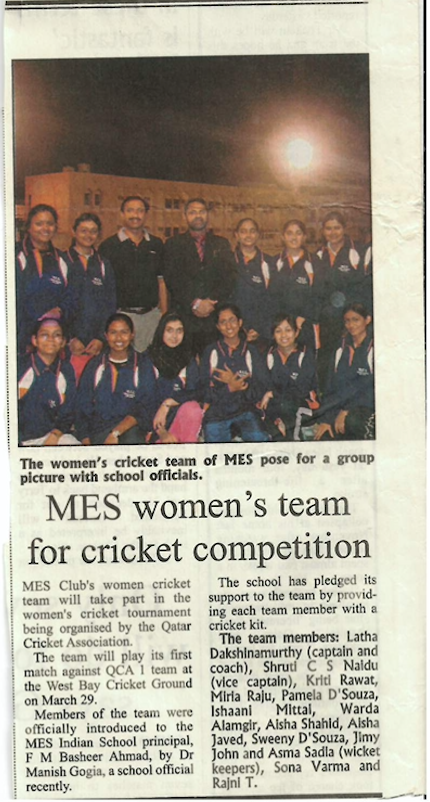 The women's cricket team of MES pose for a group
picture with school officials.
MES women's team
for cricket competition
MES Club's women cricket
team will take part in the
women's cricket tournament
being organised by the Qatar
Cricket Association.
The team will play its first
match against QCA 1 team at
the West Bay Cricket Ground
on March 29.
Members of the team were
officially introduced to the
MES Indian School principal,
F M Basheer Ahmad, by Dr
Manish Gogia, a school official
recently.
The school has pledged its
support to the team by provid-
ing each team member with a
cricket kit.
The team members: Latha
Dakshinamurthy (captain and
coach), Shruti C S Naidu
(vice captain), Kriti Rawat,
Miria Raju, Pamela D'Souza,
Ishaani Mittal, Warda
Alamgir, Aisha Shahid, Aisha
Javed, Sweeny D'Souza, Jimy
John and Asma Sadia (wicket
keepers), Sona Varma and
Rajni T.